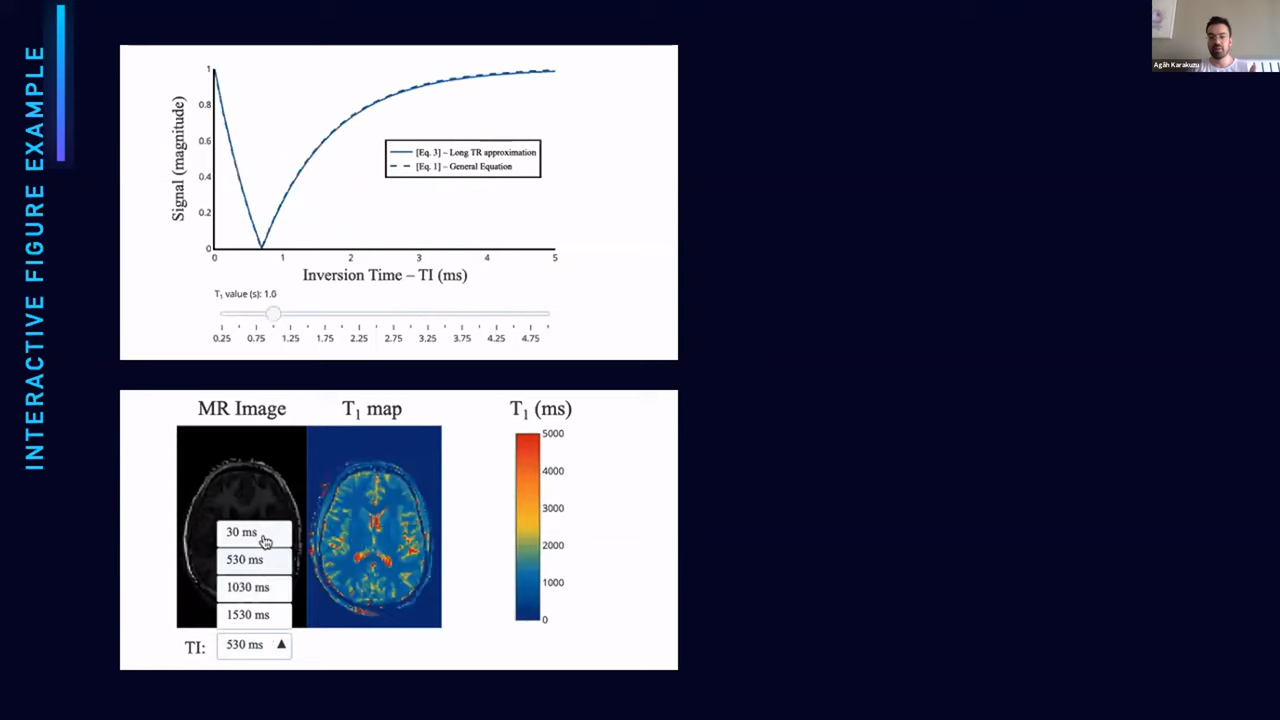 INTERACTIVE FIGURE EXAMPLE
Agâh Karakuzu
Signal (magnitude)
1
0.8
0.6
0.4
0.2
0
[Eq. 3] – Long TR approximation
[Eq. 1] – General Equation
0 1 2 3 4 5
Inversion Time – TI (ms)
T1 value (s): 1.0
0.25 0.75 1.25 1.75 2.25 2.75 3.25 3.75 4.25 4.75
MR Image T1 map T1 (ms)
5000
4000
3000
2000
1000
0
30 ms
530 ms
1030 ms
1530 ms
TI: 530 ms ▲